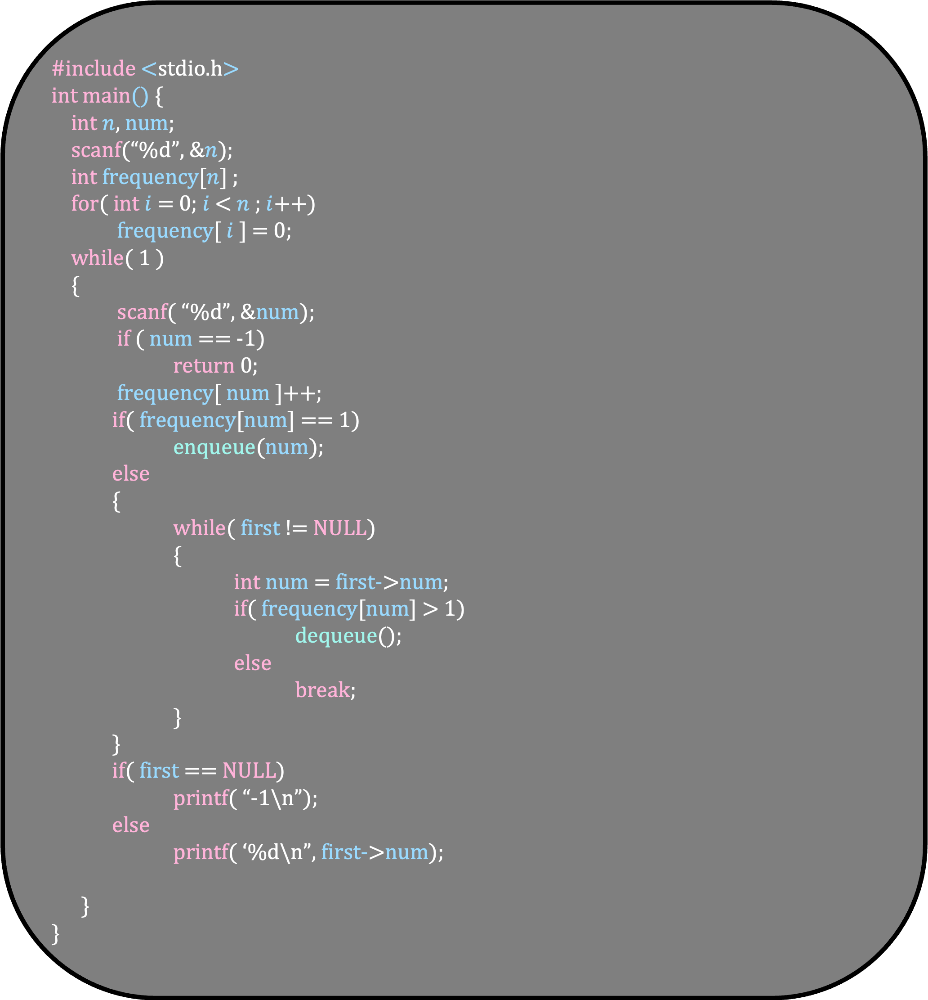 #include <stdio.h>
int main() {
int n, num;
scanf(“%d”, &n);
int frequency[n] ;
for( int i = 0; i < n ; i++)
frequency[ i ] = 0;
while( 1 )
{
scanf( “%d”, &num);
if ( num == -1)
return 0;
frequency[ num ]++;
if( frequency[num] == 1)
enqueue(num);
else
{
while( first != NULL)
{
int num = first->num;
if( frequency[num] > 1)
dequeue();
else
break;
}
}
if( first == NULL)
printf( “-1\n”);
else
printf( ‘%d\n”, first->num);
}
}